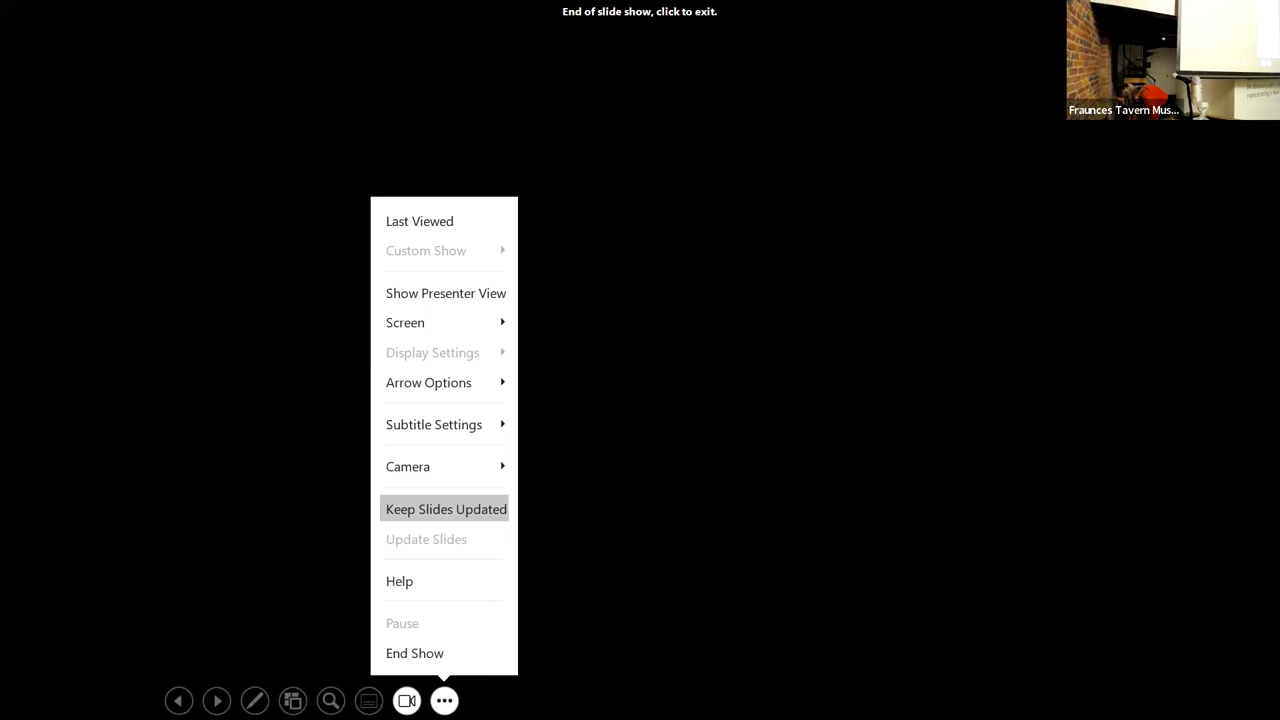 End of slide show, click to exit.
Fraunces Tavern Mus...
Last Viewed
Custom Show
Show Presenter View
Screen
Display Settings
Arrow Options
Subtitle Settings
Camera
Keep Slides Updated
Update Slides
Help
Pause
End Show